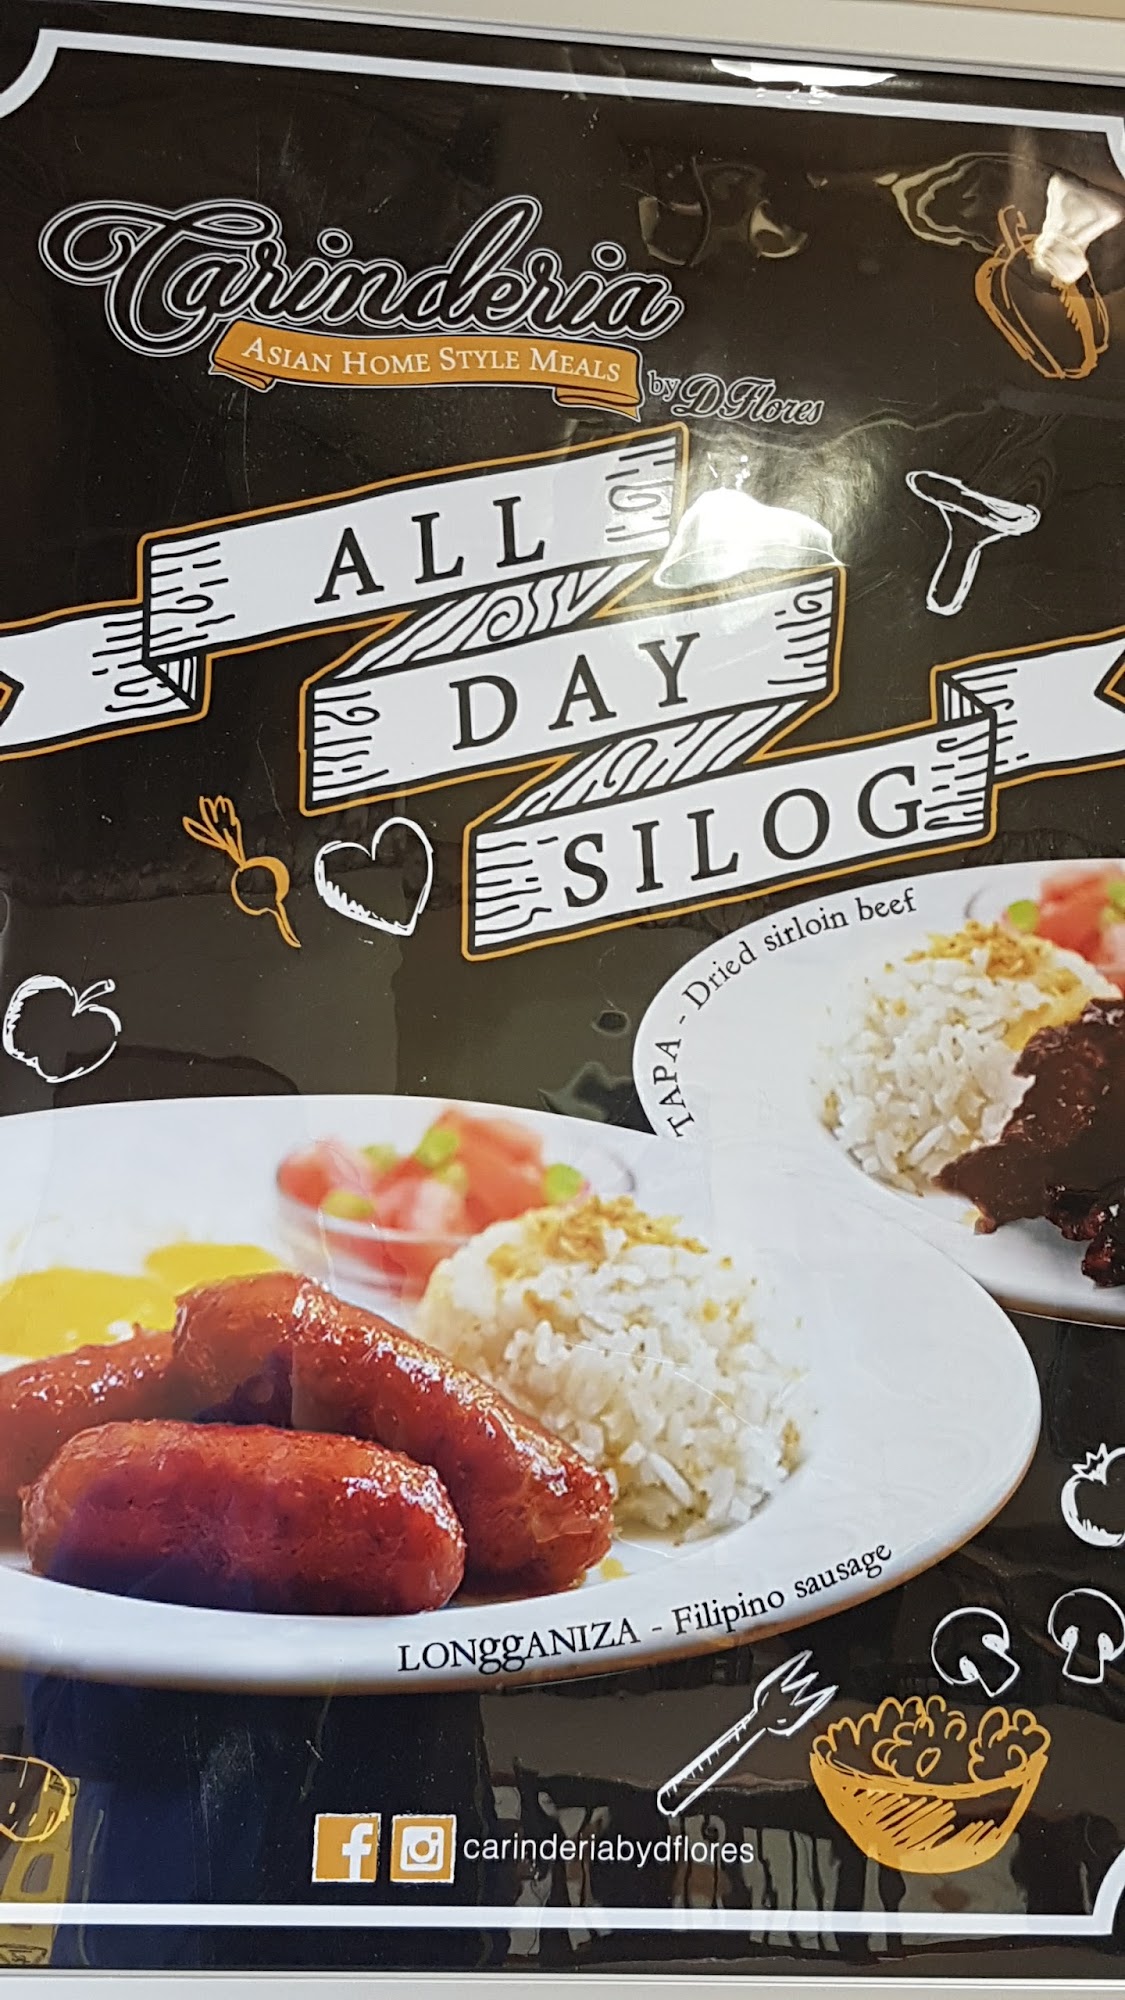 Carinderia
ASIAN HOME STYLE MEALS
by DFlores
ALL
DAY
SILOG
TAPA - Dried sirloin beef
LONggANIZA - Filipino sausage
carinderiabydflores